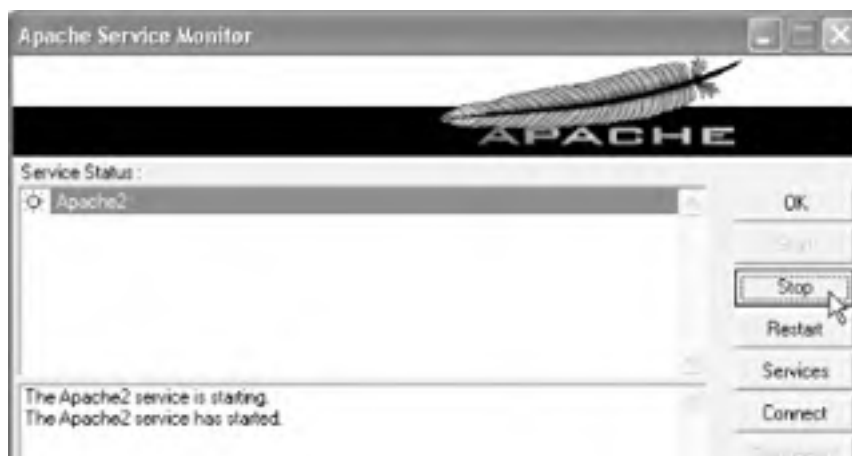 Apache Service Monitor
APACHE
Service Status :
Apache2
OK
Start
Stop
Restart
Services
Connect
The Apache2 service is starting.
The Apache2 service has started.